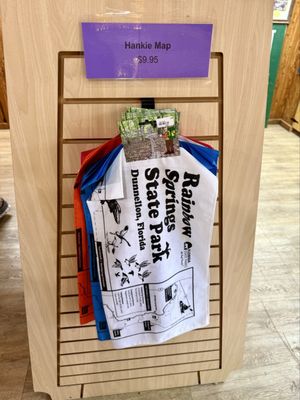 Hankie Map
$9.95
Rainbow
Springs
State Park
Dunnellon, Florida